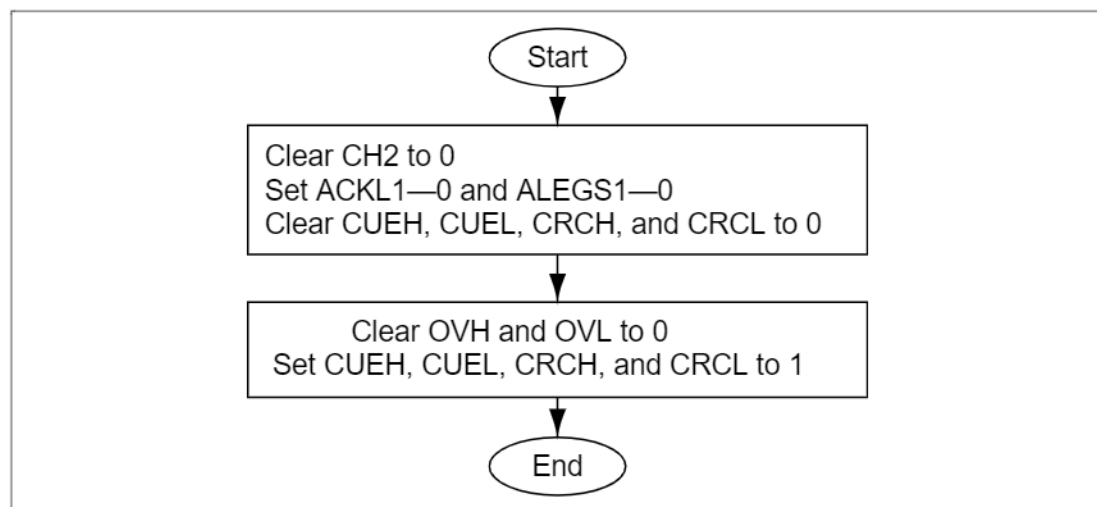 Start
Clear CH2 to 0
Set ACKL1—0 and ALEGS1—0
Clear CUEH, CUEL, CRCH, and CRCL to 0
Clear OVH and OVL to 0
Set CUEH, CUEL, CRCH, and CRCL to 1
End